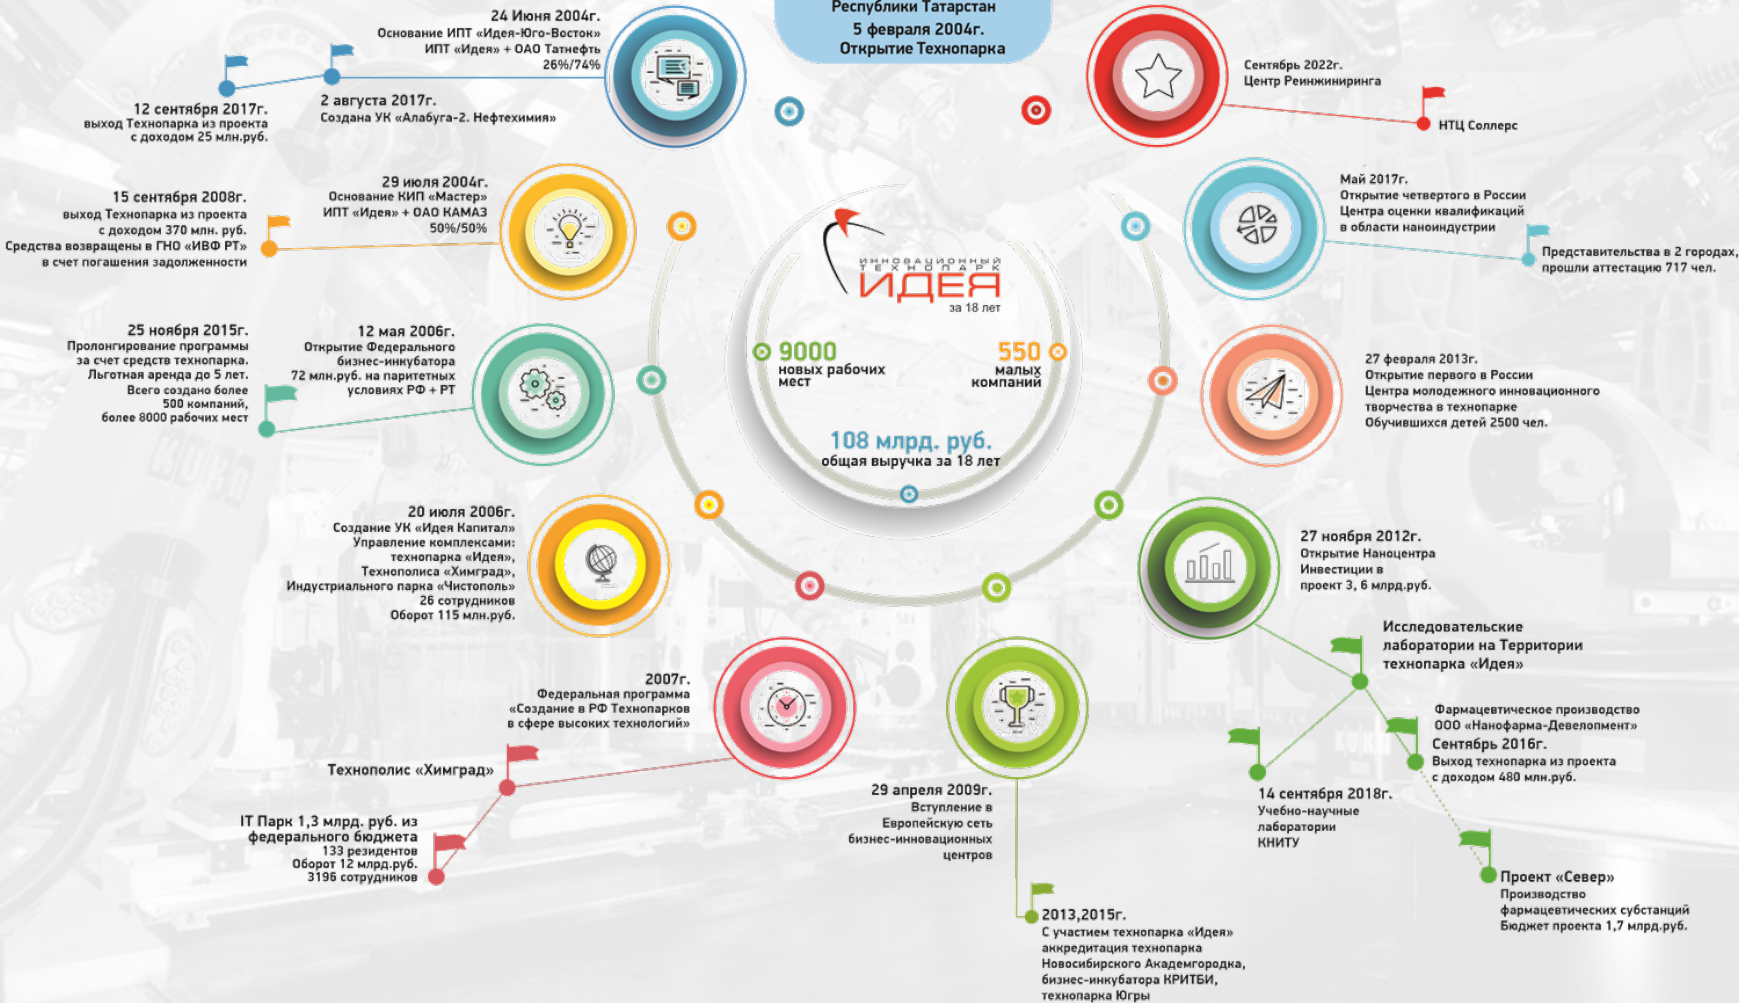 Республики Татарстан
5 февраля 2004г.
Открытие Технопарка
24 Июня 2004г.
Основание ИПТ «Идея-Юго-Восток»
ИПТ «Идея» + ОАО Татнефть
26%/74%
2 августа 2017г.
Создана УК «Алабуга-2. Нефтехимия»
12 сентября 2017г.
выход Технопарка из проекта
с доходом 25 млн.руб.
29 июля 2004г.
Основание КИП «Мастер»
ИПТ «Идея» + ОАО КАМАЗ
50%/50%
15 сентября 2008г.
выход Технопарка из проекта
с доходом 370 млн. руб.
Средства возвращены в ГНО «ИВФ РТ»
в счет погашения задолженности
12 мая 2006г.
Открытие Федерального
бизнес-инкубатора
72 млн.руб. на паритетных
условиях РФ + РТ
25 ноября 2015г.
Пролонгирование программы
за счет средств технопарка.
Льготная аренда до 5 лет.
Всего создано более
500 компаний,
более 8000 рабочих мест
20 июля 2006г.
Создание УК «Идея Капитал»
Управление комплексами:
технопарка «Идея»,
Технополиса «Химград»,
Индустриального парка «Чистополь»
26 сотрудников
Оборот 115 млн.руб.
2007г.
Федеральная программа
«Создание в РФ Технопарков
в сфере высоких технологий»
Технополис «Химград»
IT Парк 1,3 млрд. руб. из
федерального бюджета
133 резидентов
Оборот 12 млрд.руб.
3196 сотрудников
ИННОВАЦИОННЫЙ
ТЕХНОПАРК
ИДЕЯ
за 18 лет
9000
новых рабочих
мест
550
малых
компаний
108 млрд. руб.
общая выручка за 18 лет
29 апреля 2009г.
Вступление в
Европейскую сеть
бизнес-инновационных
центров
2013,2015г.
С участием технопарка «Идея»
аккредитация технопарка
Новосибирского Академгородка,
бизнес-инкубатора КРИТБИ,
технопарка Югры
27 ноября 2012г.
Открытие Наноцентра
Инвестиции в
проект 3, 6 млрд.руб.
Исследовательские
лаборатории на Территории
технопарка «Идея»
14 сентября 2018г.
Учебно-научные
лаборатории
КНИТУ
Фармацевтическое производство
ООО «Нанофарма-Девелопмент»
Сентябрь 2016г.
Выход технопарка из проекта
с доходом 480 млн.руб.
Проект «Север»
Производство
фармацевтических субстанций
Бюджет проекта 1,7 млрд.руб.
27 февраля 2013г.
Открытие первого в России
Центра молодежного инновационного
творчества в технопарке
Обучившихся детей 2500 чел.
Май 2017г.
Открытие четвертого в России
Центра оценки квалификаций
в области наноиндустрии
Представительства в 2 городах,
прошли аттестацию 717 чел.
Сентябрь 2022г.
Центр Реинжиниринга
НТЦ Соллерс